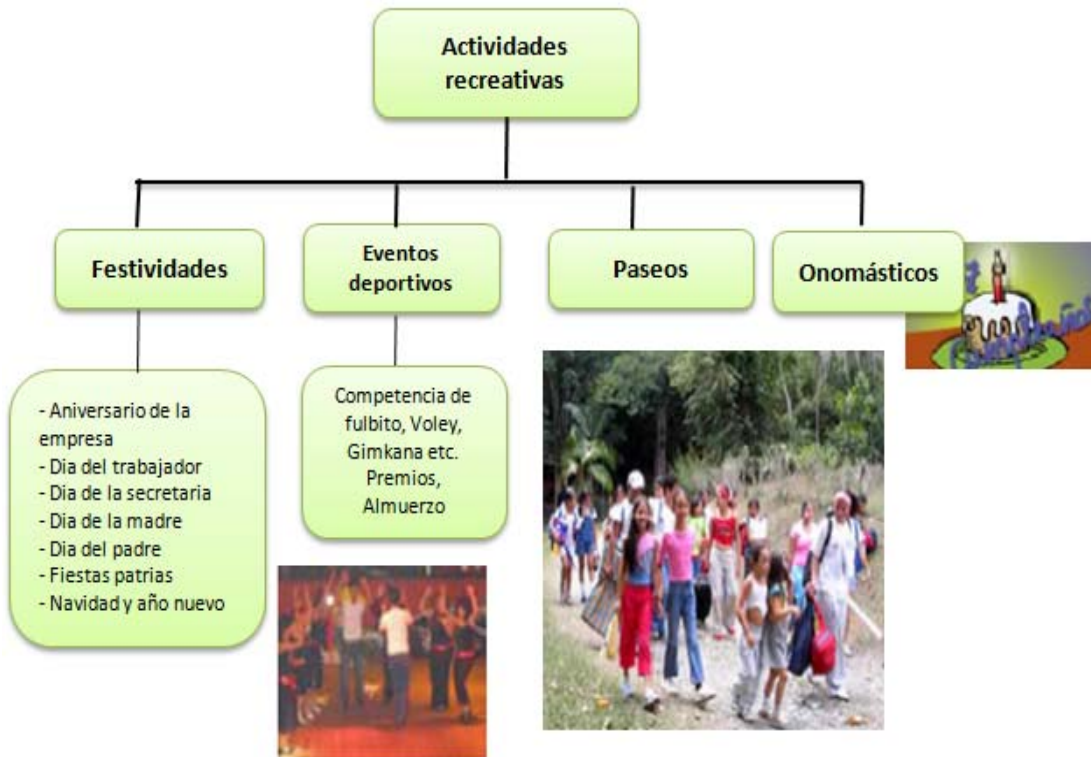 Actividades
recreativas
Festividades
Eventos
deportivos
Paseos
Onomásticos
- Aniversario de la
empresa
- Dia del trabajador
- Dia de la secretaria
- Dia de la madre
- Dia del padre
- Fiestas patrias
- Navidad y año nuevo
Competencia de
fulbito, Voley,
Gimkana etc.
Premios,
Almuerzo